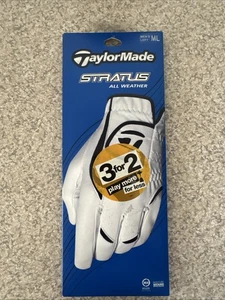 ML
TaylorMade
STRATUS
ALL WEATHER
3 for 2
play more
for less